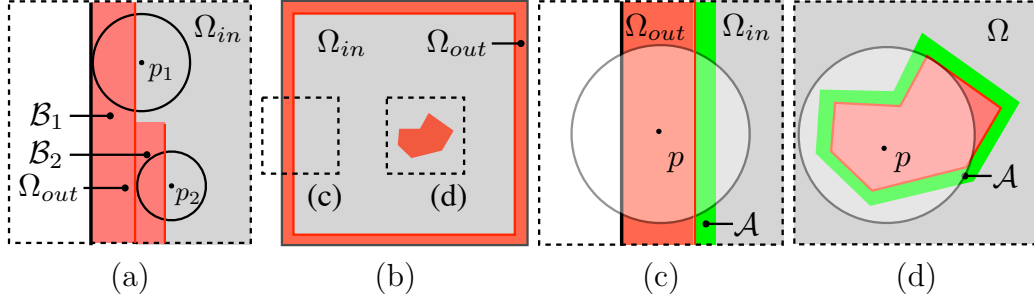 Ω_in
p_1
B_1
B_2
Ω_out
p_2
(a)
Ω_in
Ω_out
(c)
(d)
(b)
Ω_out
Ω_in
p
A
(c)
Ω
p
A
(d)